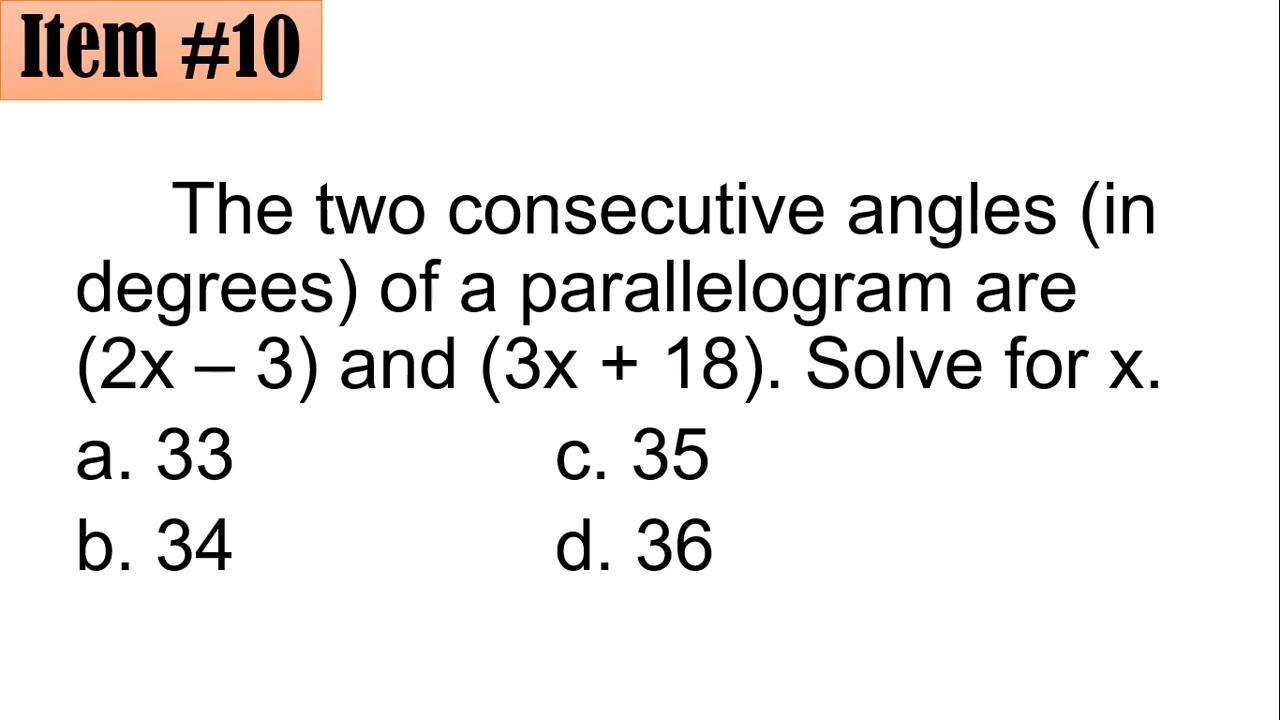 Item #10
The two consecutive angles (in
degrees) of a parallelogram are
(2x – 3) and (3x + 18). Solve for x.
a. 33 c. 35
b. 34 d. 36